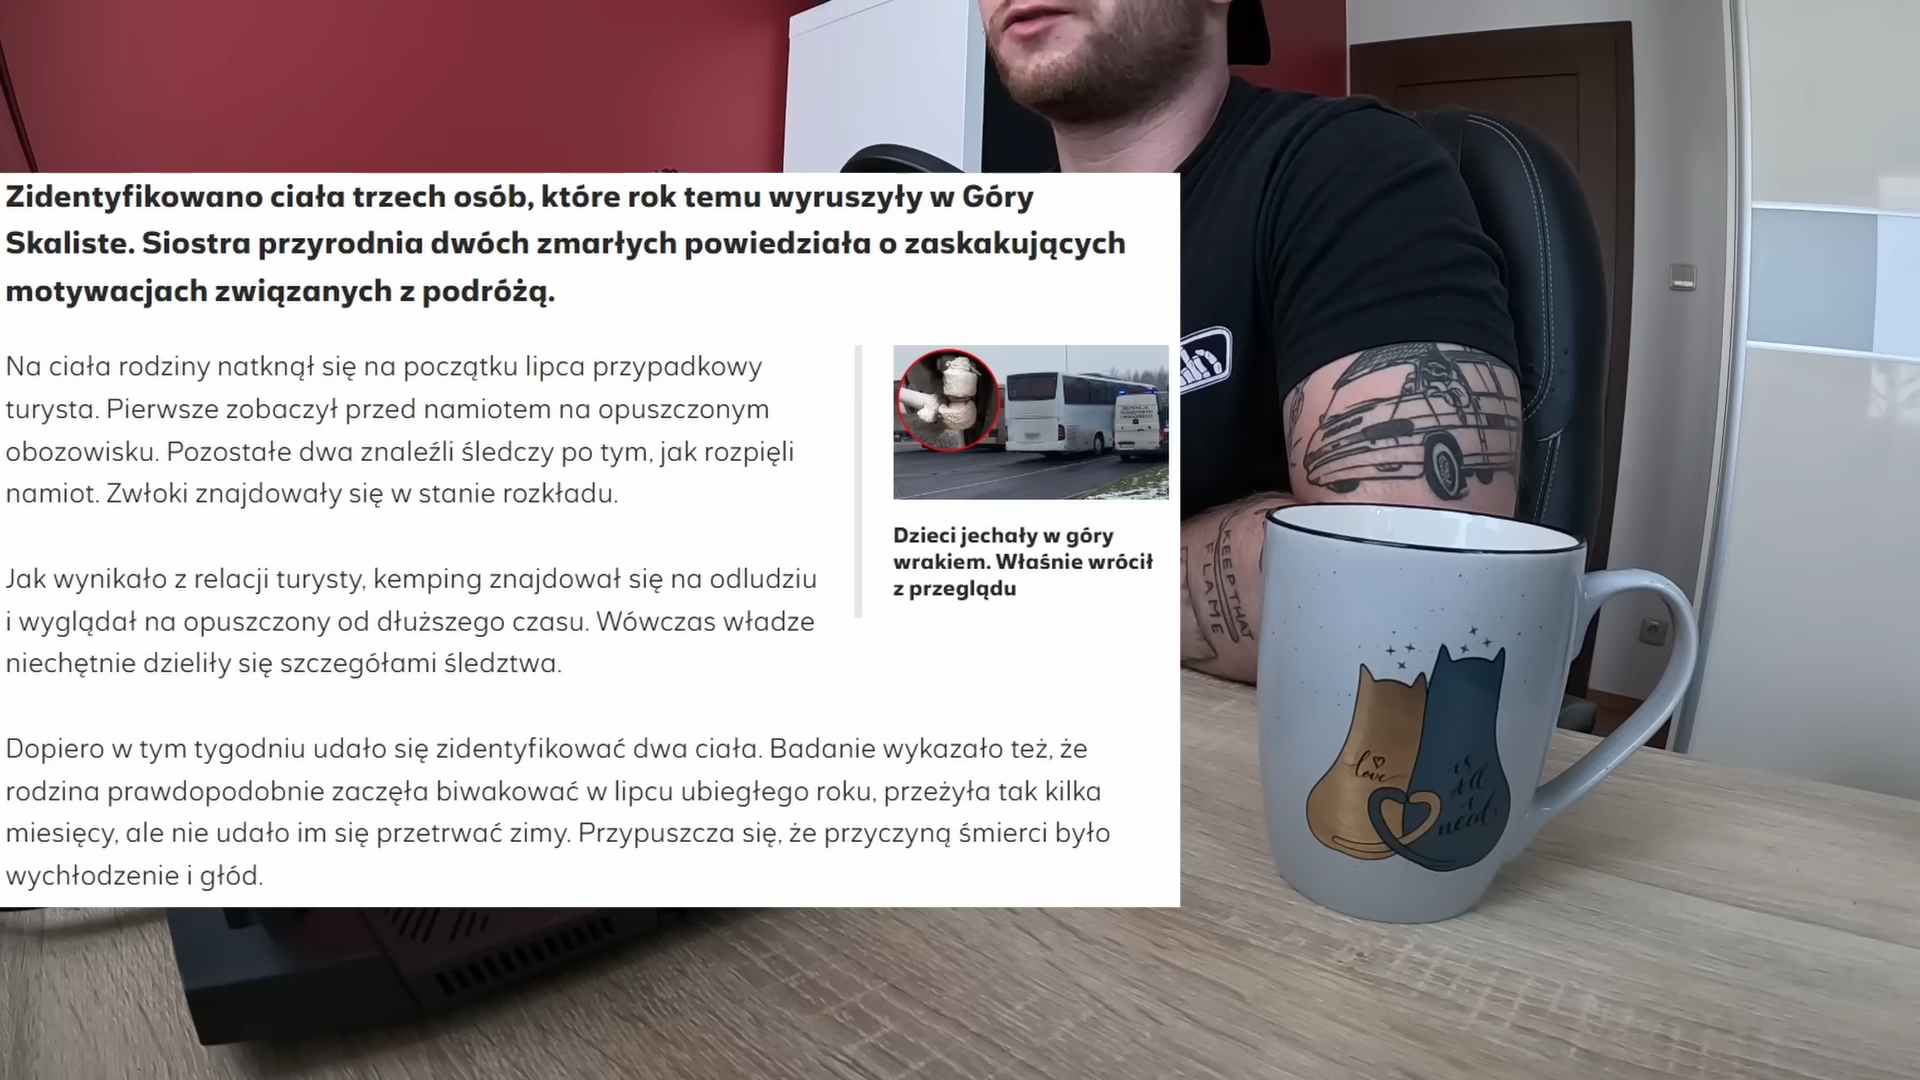 Zidentyfikowano ciała trzech osób, które rok temu wyruszyły w Góry
Skaliste. Siostra przyrodnia dwóch zmarłych powiedziała o zaskakujących
motywacjach związanych z podróżą.
Na ciała rodziny natknął się na początku lipca przypadkowy
turysta. Pierwsze zobaczył przed namiotem na opuszczonym
obozowisku. Pozostałe dwa znaleźli śledczy po tym, jak rozpięli
namiot. Zwłoki znajdowały się w stanie rozkładu.
Jak wynikało z relacji turysty, kemping znajdował się na odludziu
i wyglądał na opuszczony od dłuższego czasu. Wówczas władze
niechętnie dzieliły się szczegółami śledztwa.
Dzieci jechały w góry
wrakiem. Właśnie wrócił
z przeglądu
Dopiero w tym tygodniu udało się zidentyfikować dwa ciała. Badanie wykazało też, że
rodzina prawdopodobnie zaczęła biwakować w lipcu ubiegłego roku, przeżyła tak kilka
miesięcy, ale nie udało im się przetrwać zimy. Przypuszcza się, że przyczyną śmierci było
wychłodzenie i głód.
KEEP THAT
FLAME
love
is
All
I
need